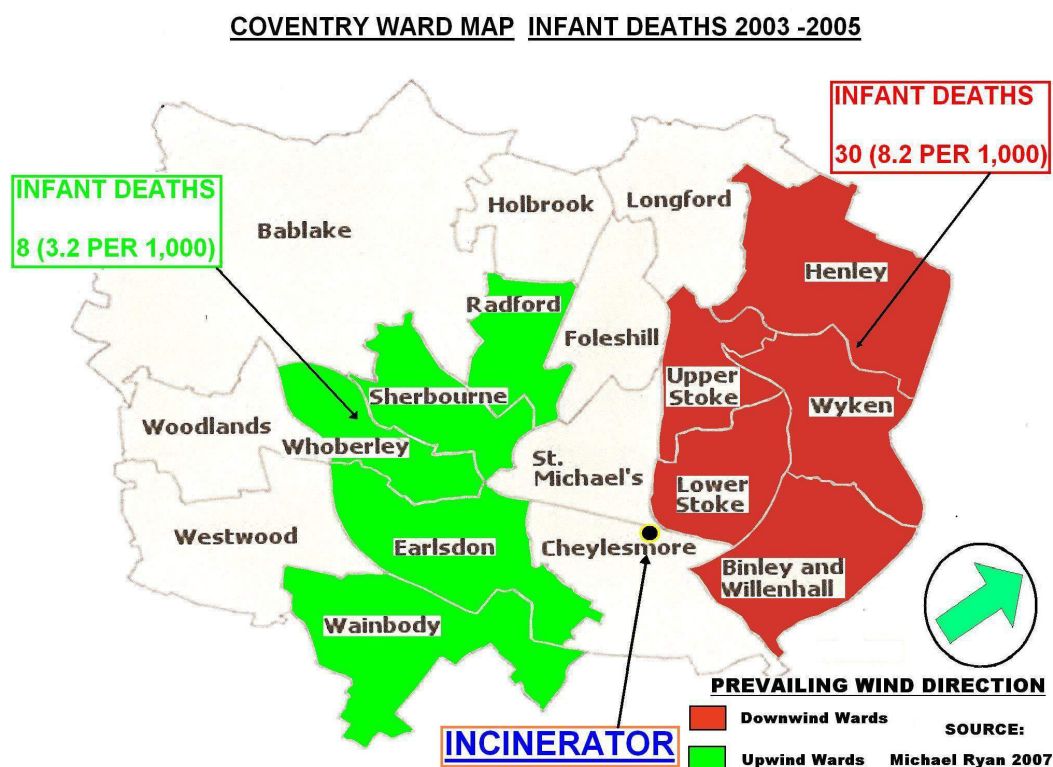 COVENTRY WARD MAP INFANT DEATHS 2003 -2005
INFANT DEATHS
30 (8.2 PER 1,000)
INFANT DEATHS
8 (3.2 PER 1,000)
Bablake
Holbrook
Longford
Henley
Radford
Foleshill
Sherbourne
Upper
Stoke
Wyken
Woodlands
Whoberley
St.
Michael's
Lower
Stoke
Westwood
Earlsdon
Cheylesmore
Binley and
Willenhall
Wainbody
INCINERATOR
PREVAILING WIND DIRECTION
Downwind Wards
SOURCE:
Upwind Wards
Michael Ryan 2007